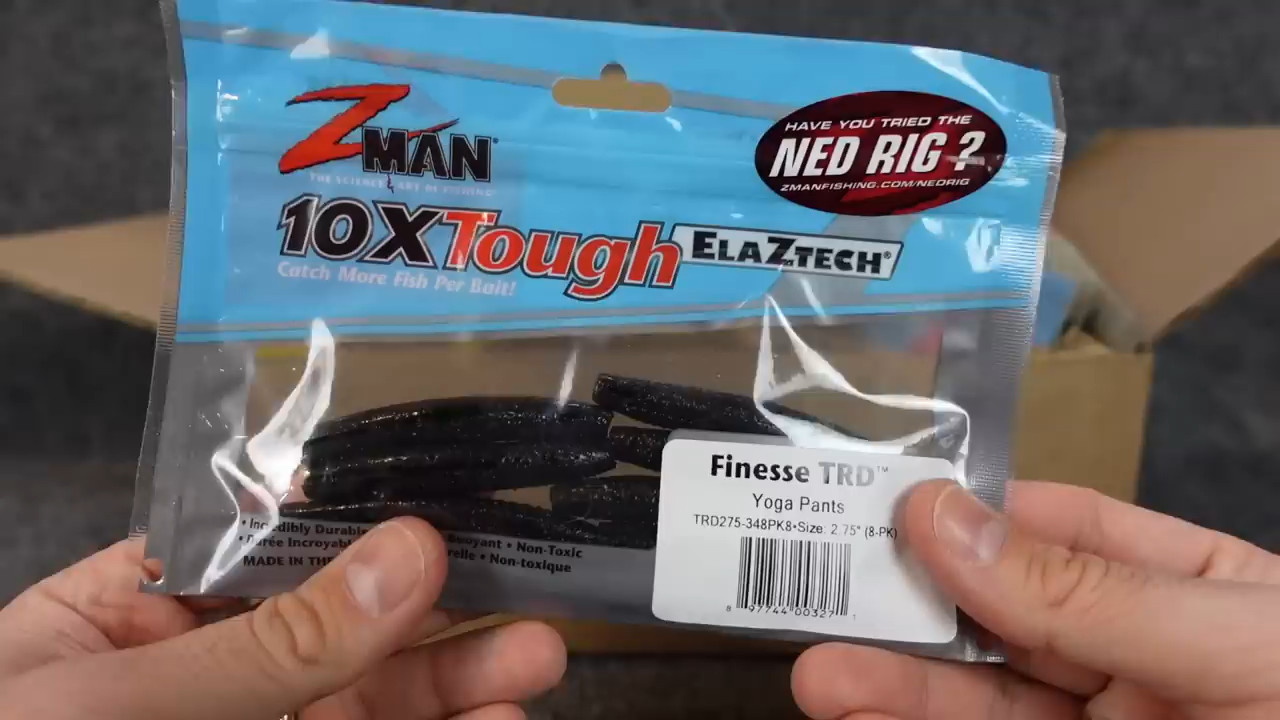 ZMAN®
THE SCIENCE & ART OF FISHING®
HAVE YOU TRIED THE
NED RIG?
ZMANFISHING.COM/NEDRIG
10X Tough ELAZTECH®
Catch More Fish Per Bait!
Finesse TRD™
Yoga Pants
TRD275-348PK8•Size: 2.75" (8-PK)
8 97744 00327 1
• Incredibly Durable
Buoyant • Non-Toxic
• Durée Incroyab
relle • Non-toxique
MADE IN THE